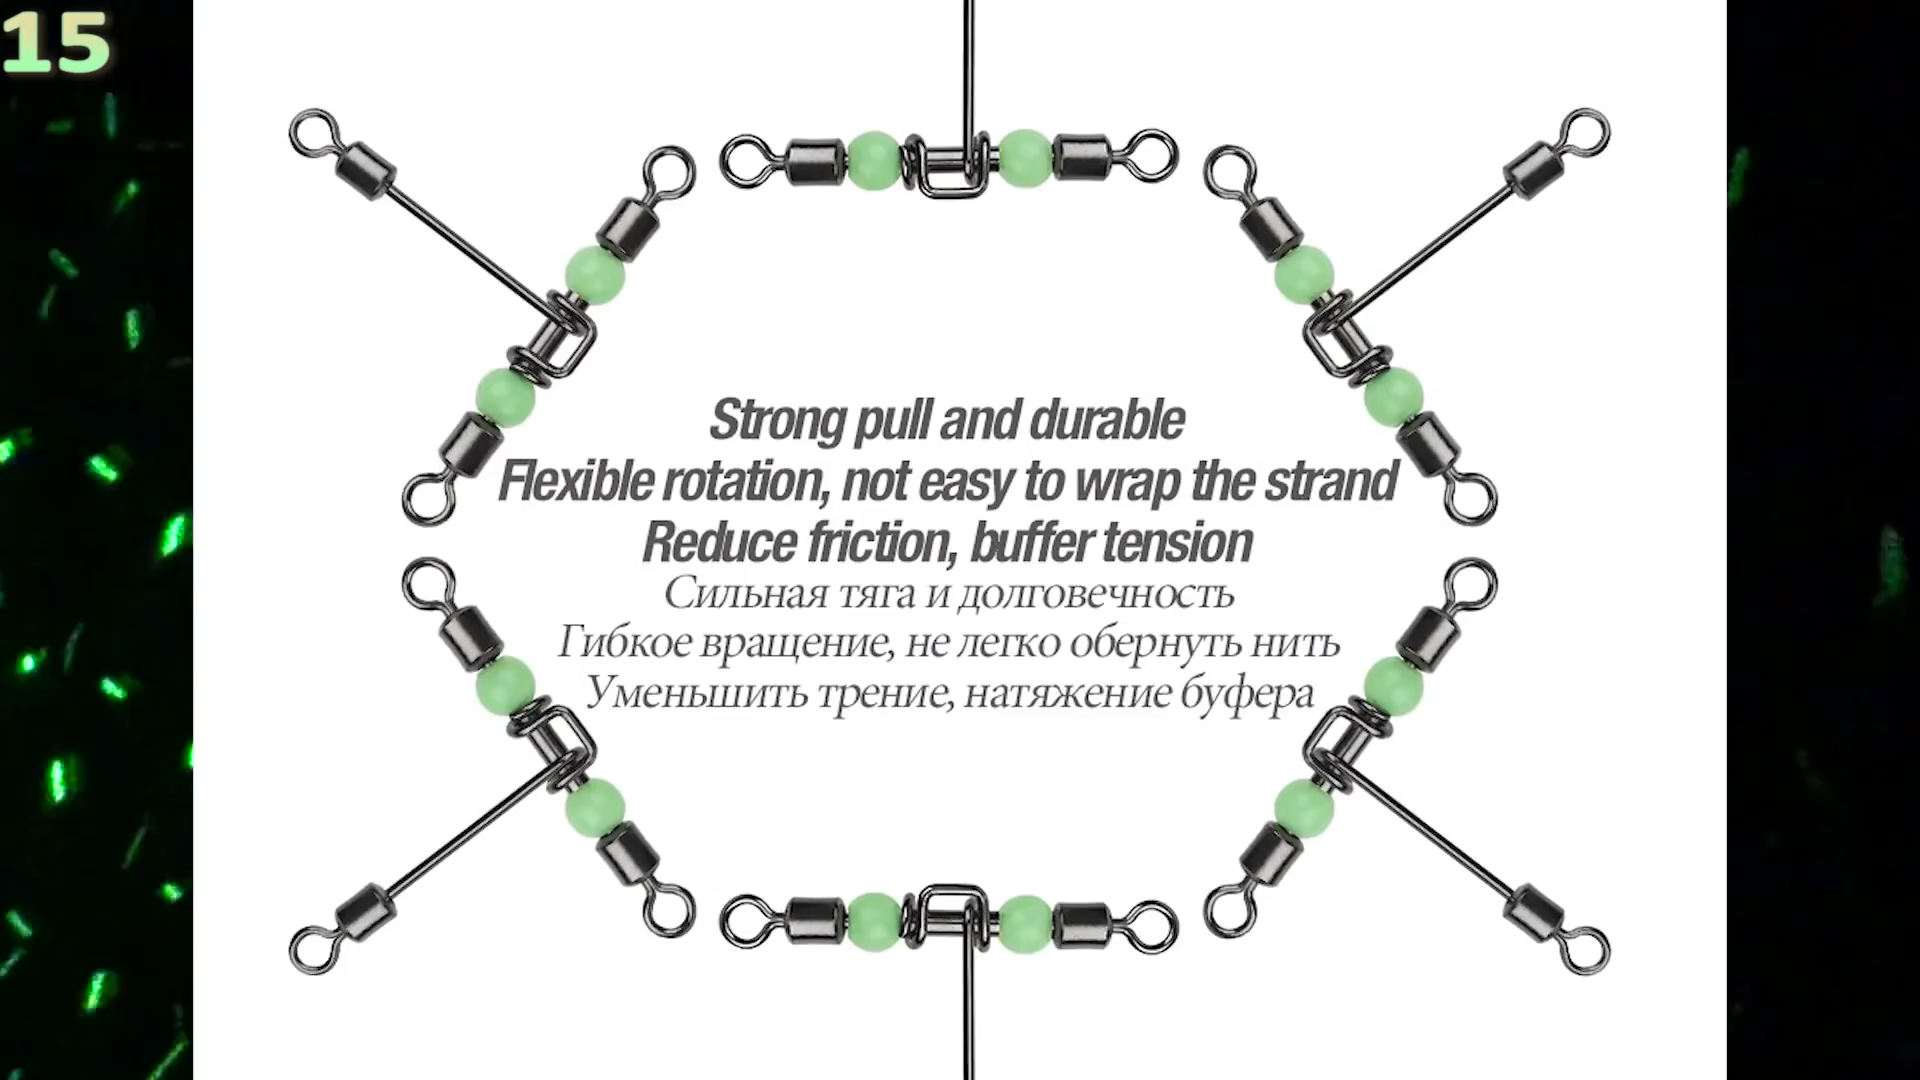 15
Strong pull and durable
Flexible rotation, not easy to wrap the strand
Reduce friction, buffer tension
Сильная тяга и долговечность
Гибкое вращение, не легко обернуть нить
Уменьшить трение, натяжение буфера